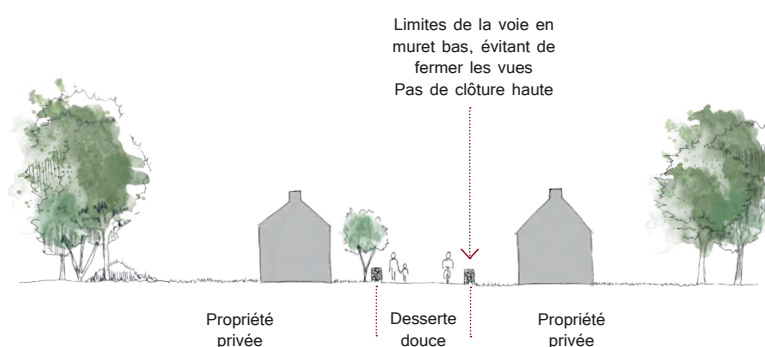 Limites de la voie en
muret bas, évitant de
fermer les vues
Pas de clôture haute
Propriété
privée
Desserte
douce
Propriété
privée